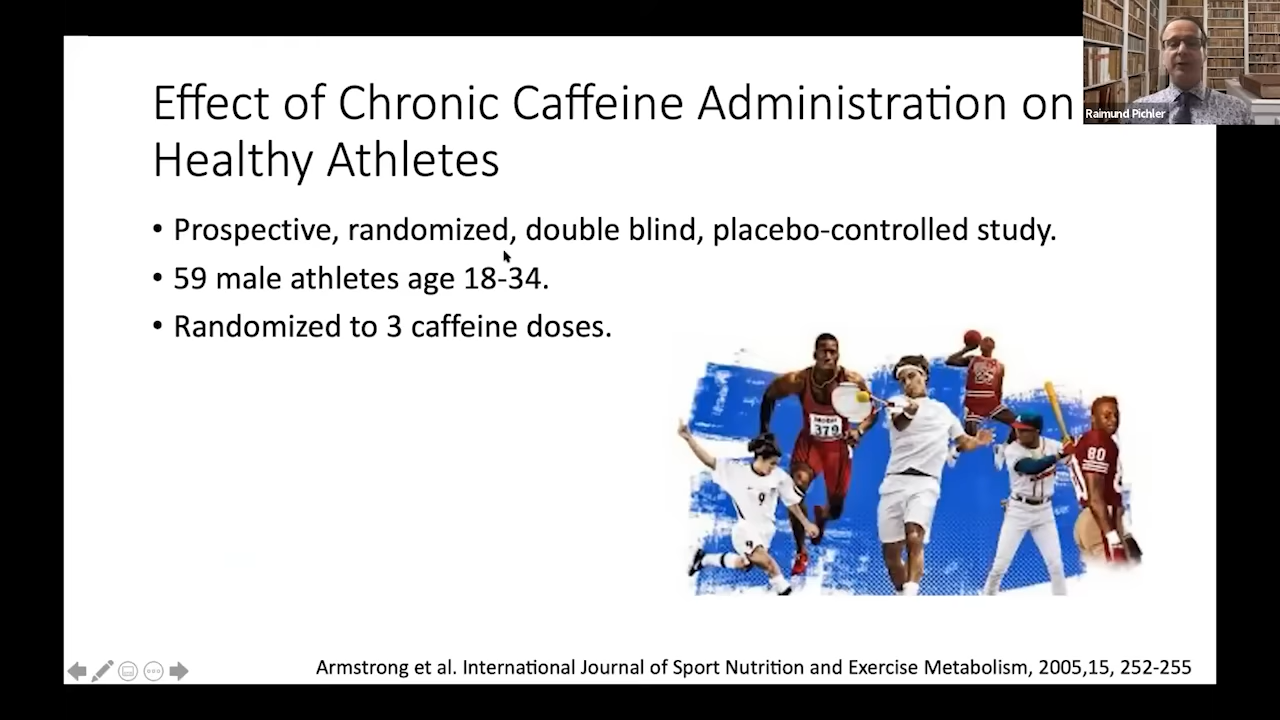 Effect of Chronic Caffeine Administration on
Healthy Athletes
Raimund Pichler
• Prospective, randomized, double blind, placebo-controlled study.
• 59 male athletes age 18-34.
• Randomized to 3 caffeine doses.
379
9
9
80
Armstrong et al. International Journal of Sport Nutrition and Exercise Metabolism, 2005,15, 252-255